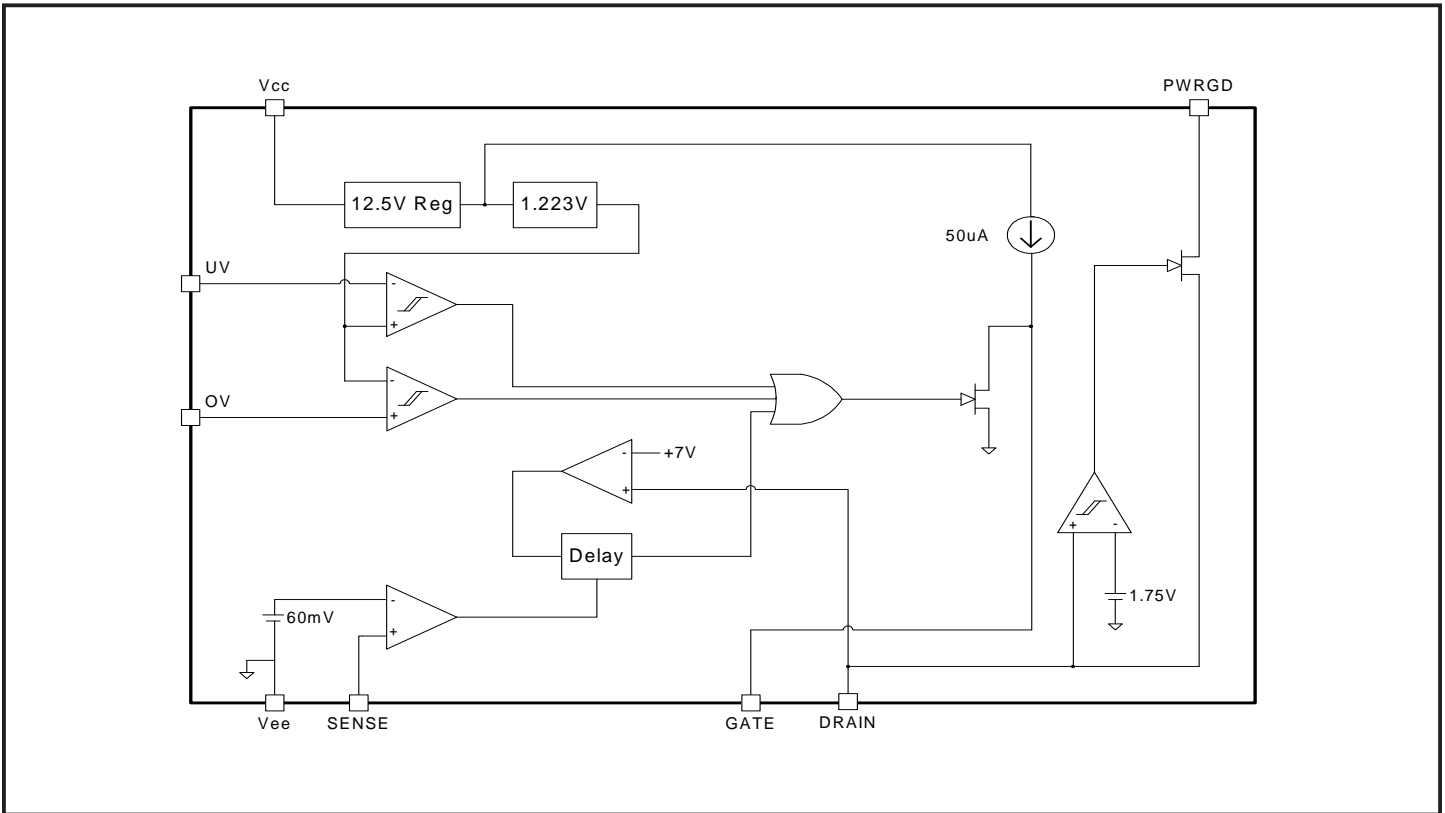 Vcc
PWRGD
12.5V Reg
1.223V
50uA
UV
-
+
-
OV
+
-
+7V
+
+
-
Delay
1.75V
-
60mV
+
Vee
SENSE
GATE
DRAIN